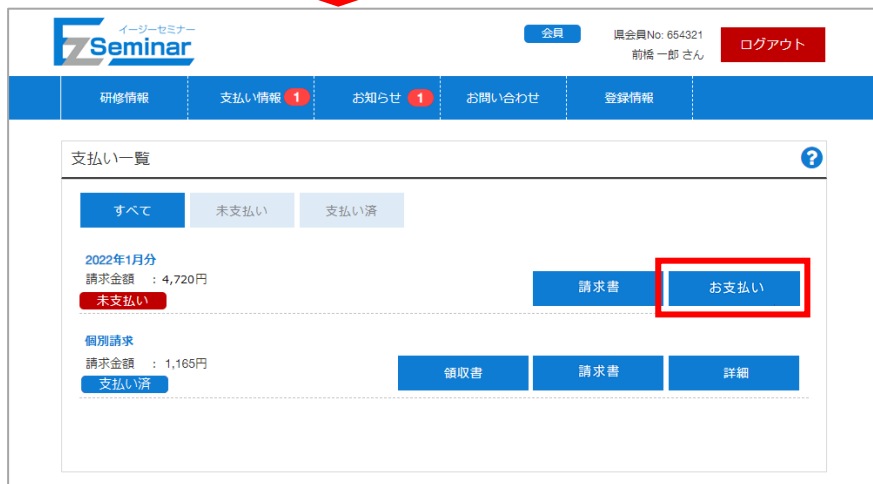 イージーセミナー
EzSeminar
会員
県会員No: 654321
前橋 一郎 さん
ログアウト
研修情報
支払い情報 1
お知らせ 1
お問い合わせ
登録情報
支払い一覧
?
すべて
未支払い
支払い済
2022年1月分
請求金額 : 4,720円
未支払い
請求書
お支払い
個別請求
請求金額 : 1,165円
支払い済
領収書
請求書
詳細